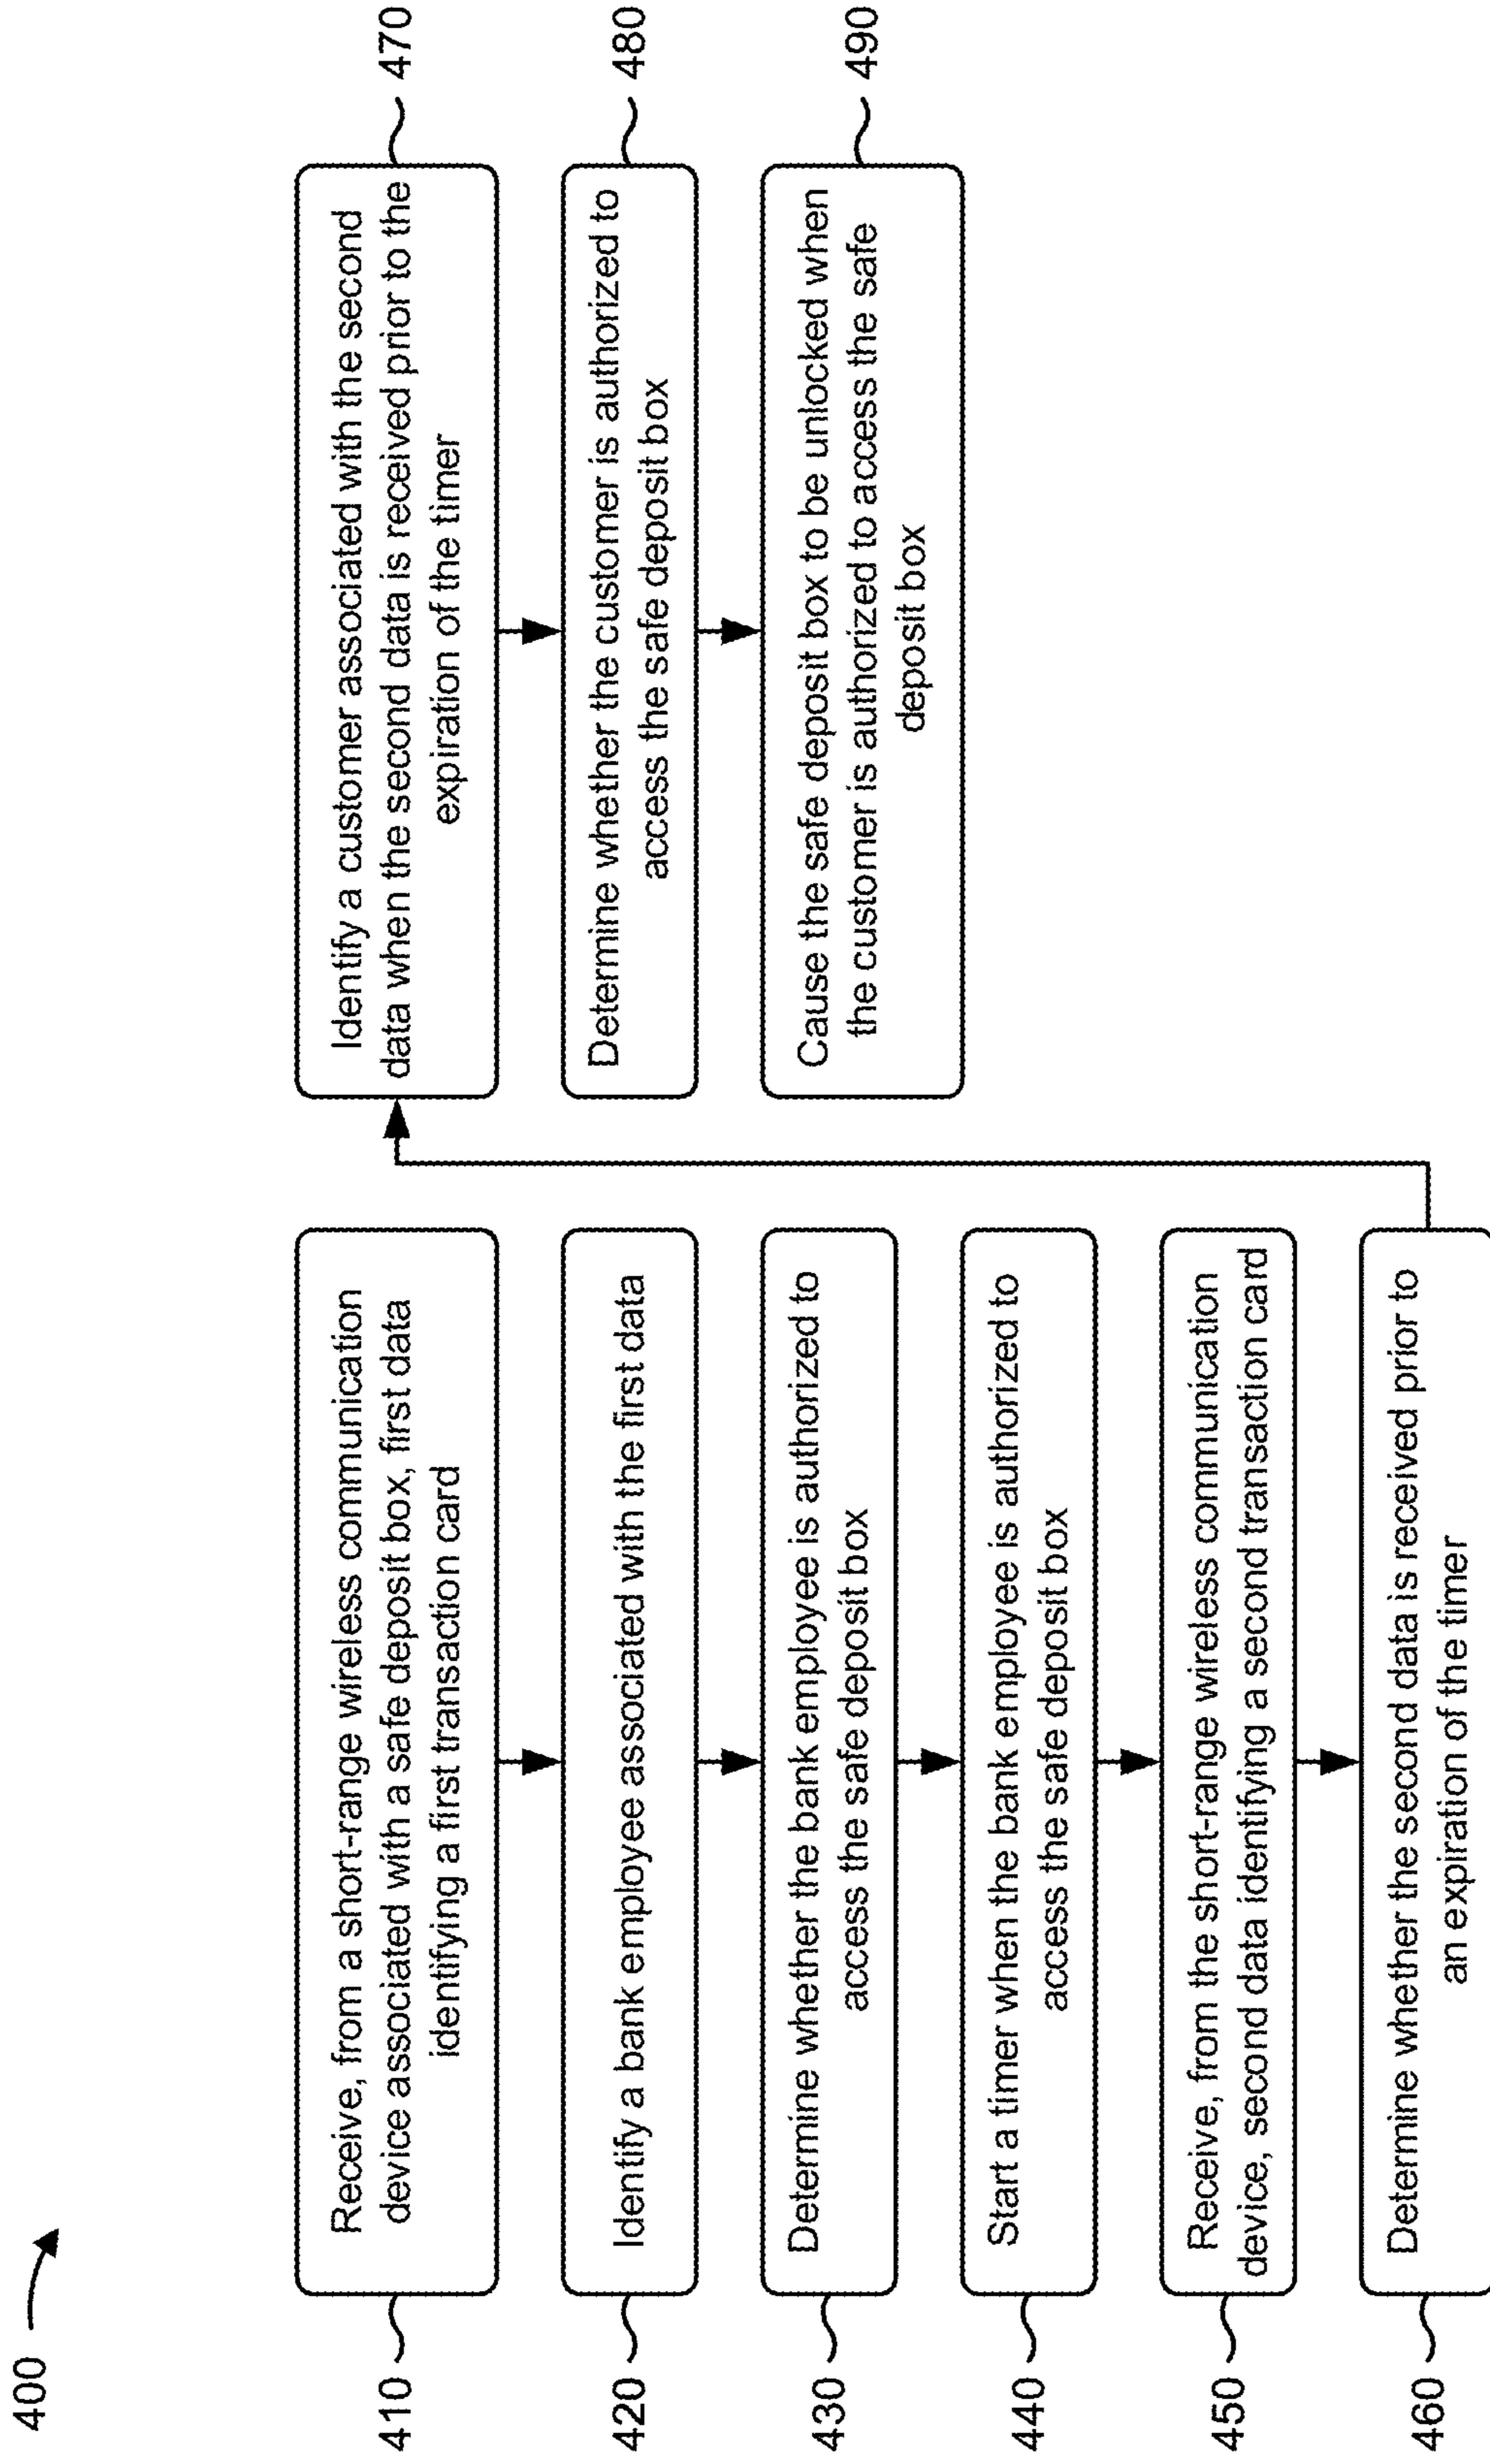 400
410
Receive, from a short-range wireless communication
device associated with a safe deposit box, first data
identifying a first transaction card
420
Identify a bank employee associated with the first data
430
Determine whether the bank employee is authorized to
access the safe deposit box
440
Start a timer when the bank employee is authorized to
access the safe deposit box
450
Receive, from the short-range wireless communication
device, second data identifying a second transaction card
460
Determine whether the second data is received prior to
an expiration of the timer
470
Identify a customer associated with the second
data when the second data is received prior to the
expiration of the timer
480
Determine whether the customer is authorized to
access the safe deposit box
490
Cause the safe deposit box to be unlocked when
the customer is authorized to access the safe
deposit box